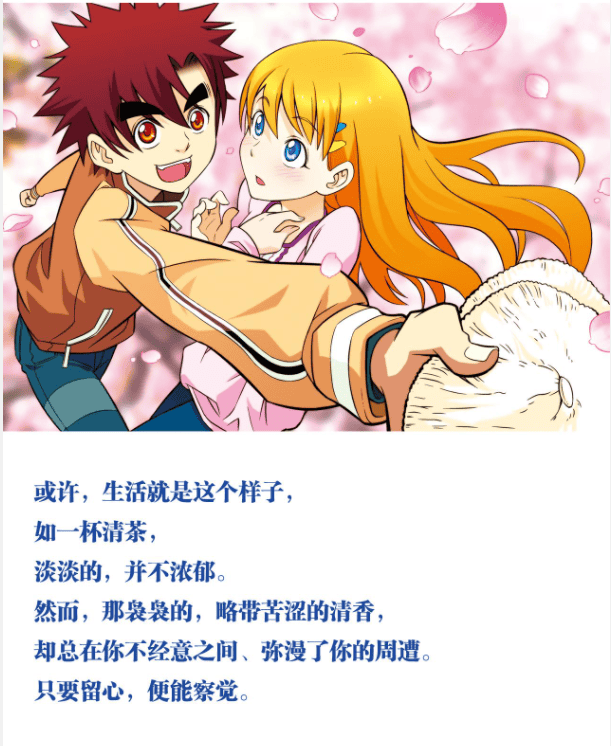 或许，生活就是这个样子，
如一杯清茶，
淡淡的，并不浓郁。
然而，那袅袅的，略带苦涩的清香，
却总在你不经意之间、弥漫了你的周遭。
只要留心，便能察觉。